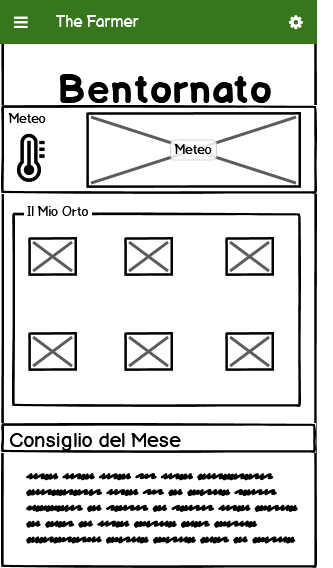 The Farmer
Bentornato
Meteo
Meteo
Il Mio Orto
Consiglio del Mese